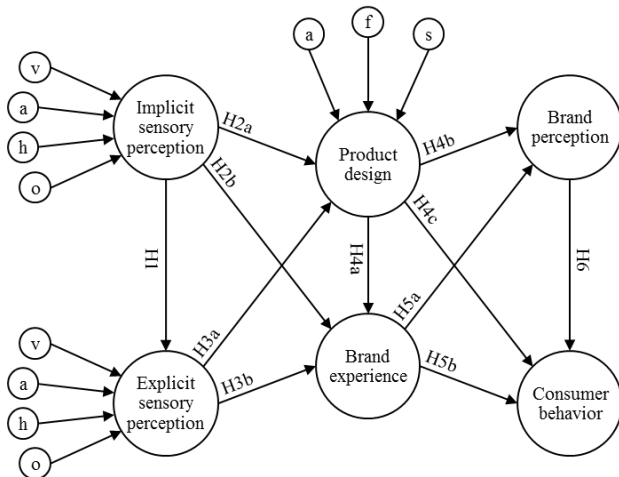 a
f
s
v
a
h
o
Implicit
sensory
perception
H2a
H2b
Product
design
H4b
H4c
Brand
perception
H1
H4a
H6
H3a
H5a
v
a
h
o
Explicit
sensory
perception
H3b
Brand
experience
H5b
Consumer
behavior